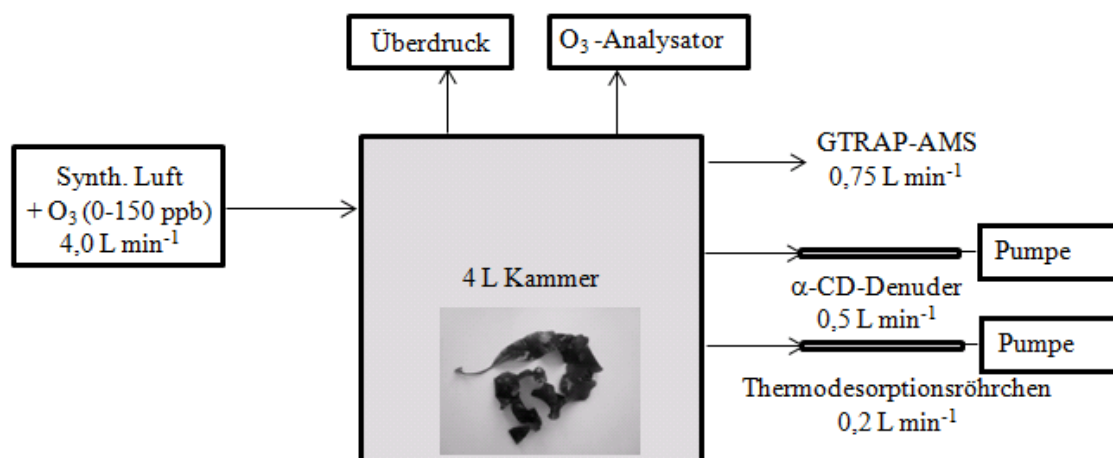 Überdruck
O₃ -Analysator
Synth. Luft
+ O₃ (0-150 ppb)
4,0 L min⁻¹
4 L Kammer
GTRAP-AMS
0,75 L min⁻¹
Pumpe
α-CD-Denuder
0,5 L min⁻¹
Pumpe
Thermodesorptionsröhrchen
0,2 L min⁻¹